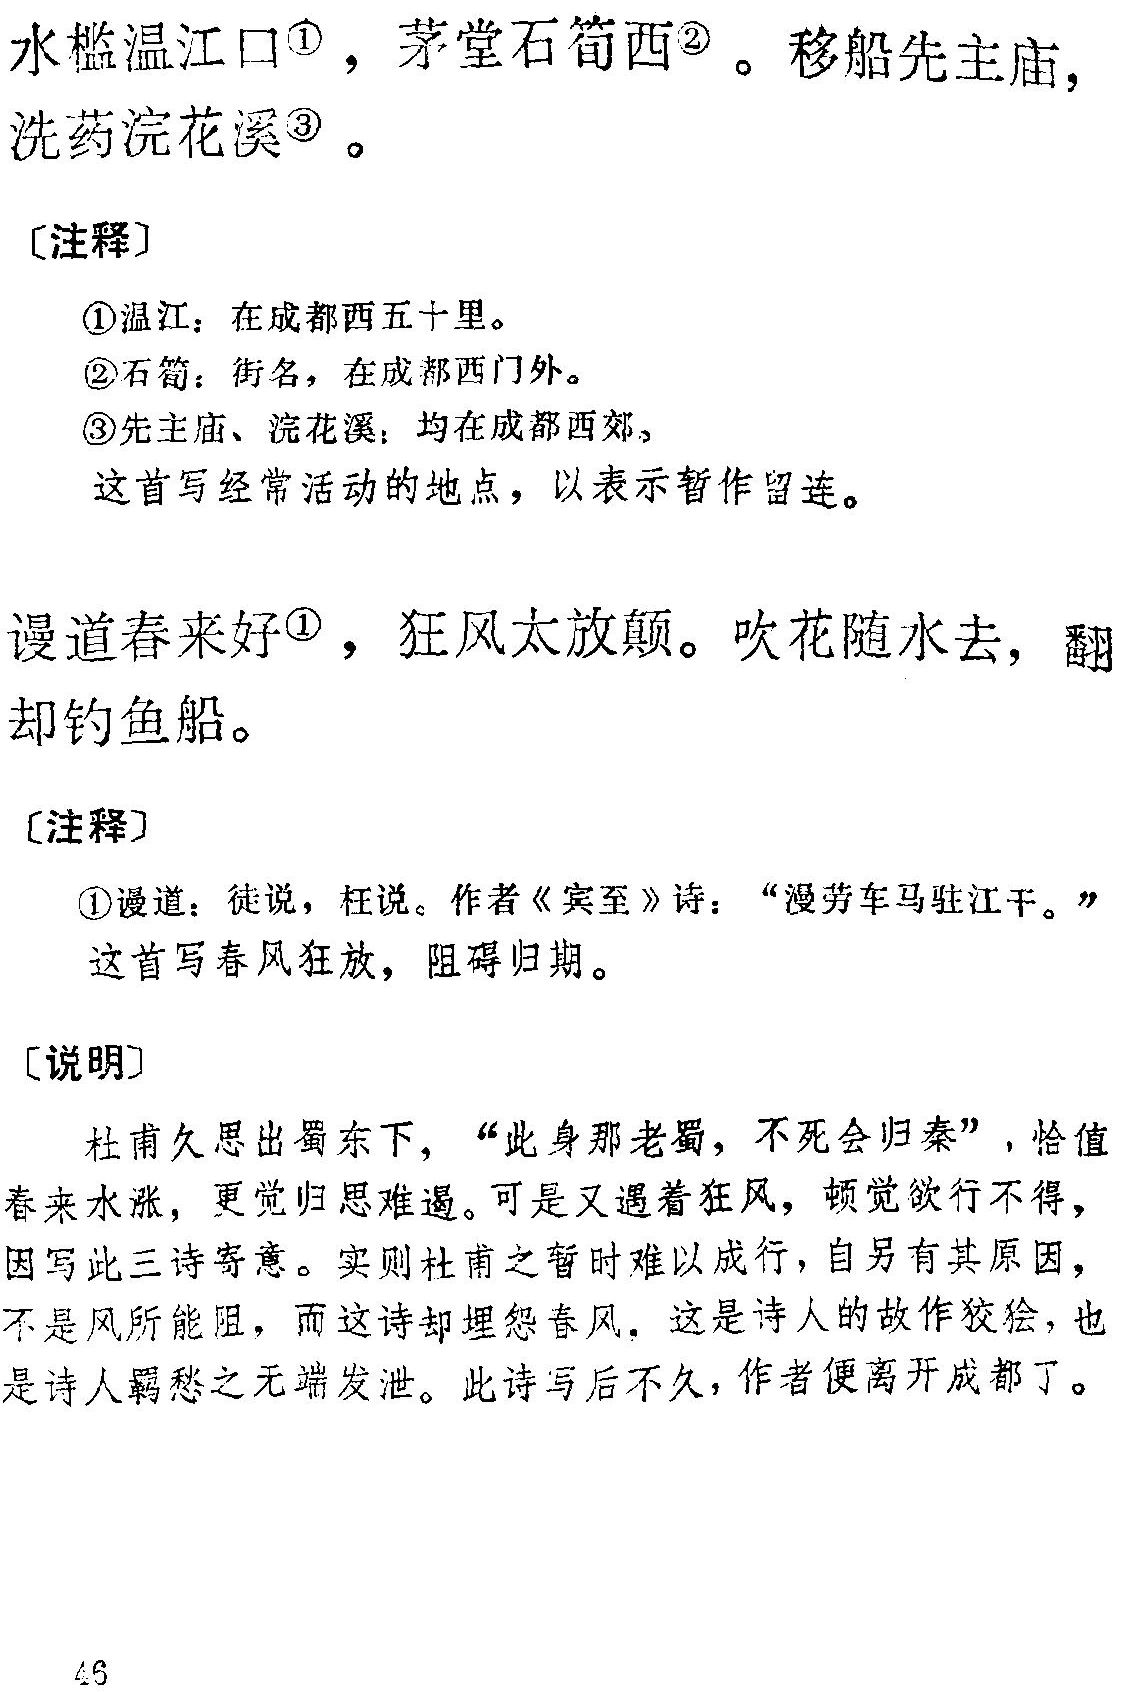 水槛温江口①，茅堂石筍西②。移船先主庙，
洗药浣花溪③。
〔注释〕
①温江：在成都西五十里。
②石筍：街名，在成都西门外。
③先主庙、浣花溪：均在成都西郊。
这首写经常活动的地点，以表示暂作留连。
谩道春来好①，狂风太放颠。吹花随水去，翻
却钓鱼船。
〔注释〕
①谩道：徒说，枉说。作者《宾至》诗：“漫劳车马驻江干。”
这首写春风狂放，阻碍归期。
〔说明〕
杜甫久思出蜀东下，“此身那老蜀，不死会归秦”，恰值
春来水涨，更觉归思难遏。可是又遇着狂风，顿觉欲行不得，
因写此三诗寄意。实则杜甫之暂时难以成行，自另有其原因，
不是风所能阻，而这诗却埋怨春风。这是诗人的故作狡狯，也
是诗人羁愁之无端发泄。此诗写后不久，作者便离开成都了。
46